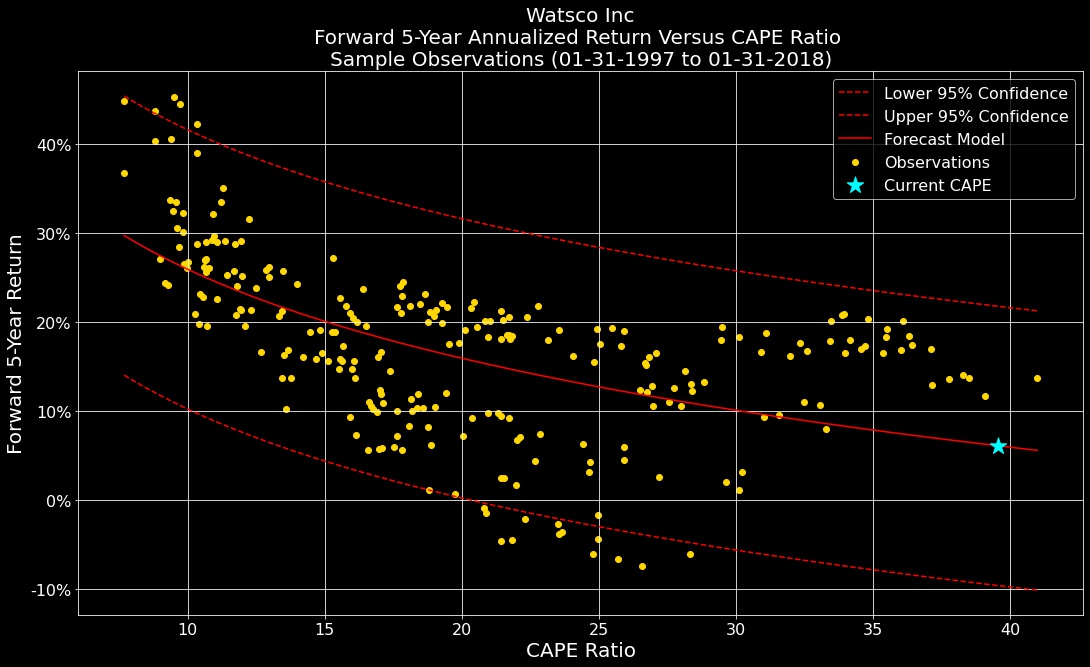 Watsco Inc
Forward 5-Year Annualized Return Versus CAPE Ratio
Sample Observations (01-31-1997 to 01-31-2018)
Lower 95% Confidence
Upper 95% Confidence
Forecast Model
Observations
Current CAPE
Forward 5-Year Return
40%
30%
20%
10%
0%
-10%
10 15 20 25 30 35 40
CAPE Ratio